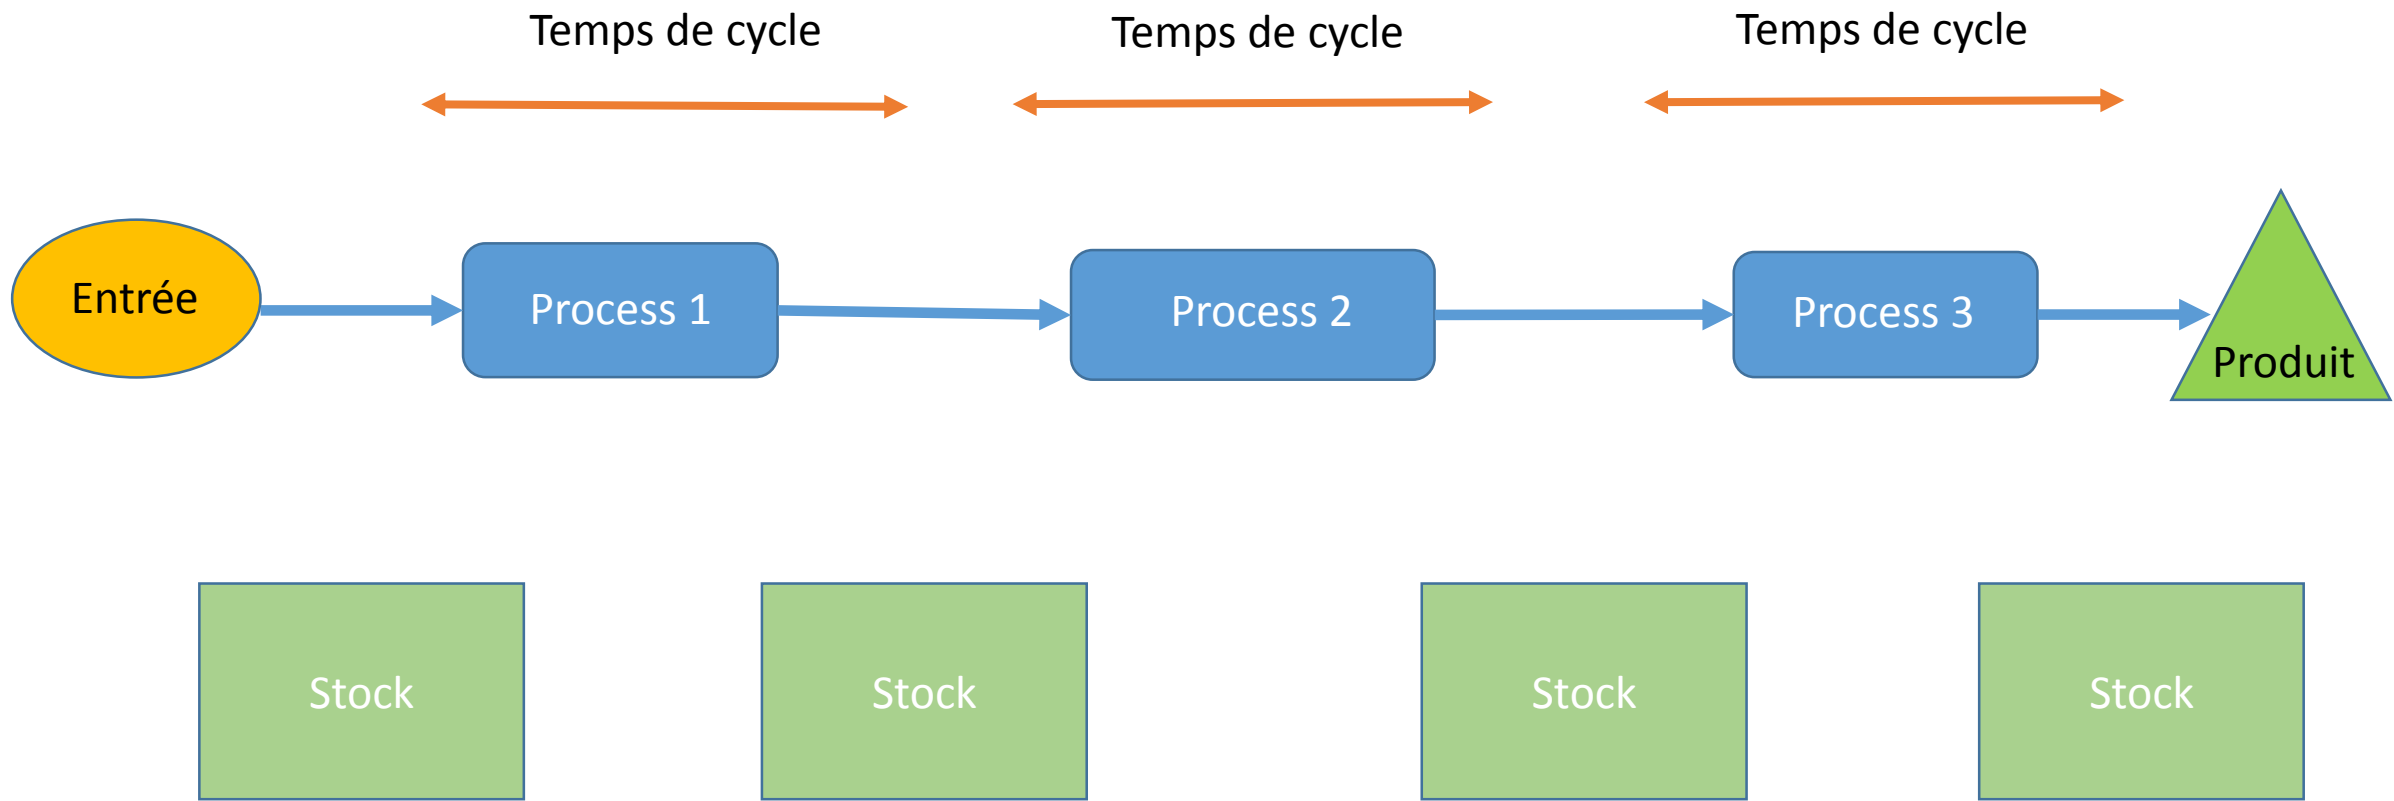 Temps de cycle
Temps de cycle
Temps de cycle
Entrée
Process 1
Process 2
Process 3
Produit
Stock
Stock
Stock
Stock